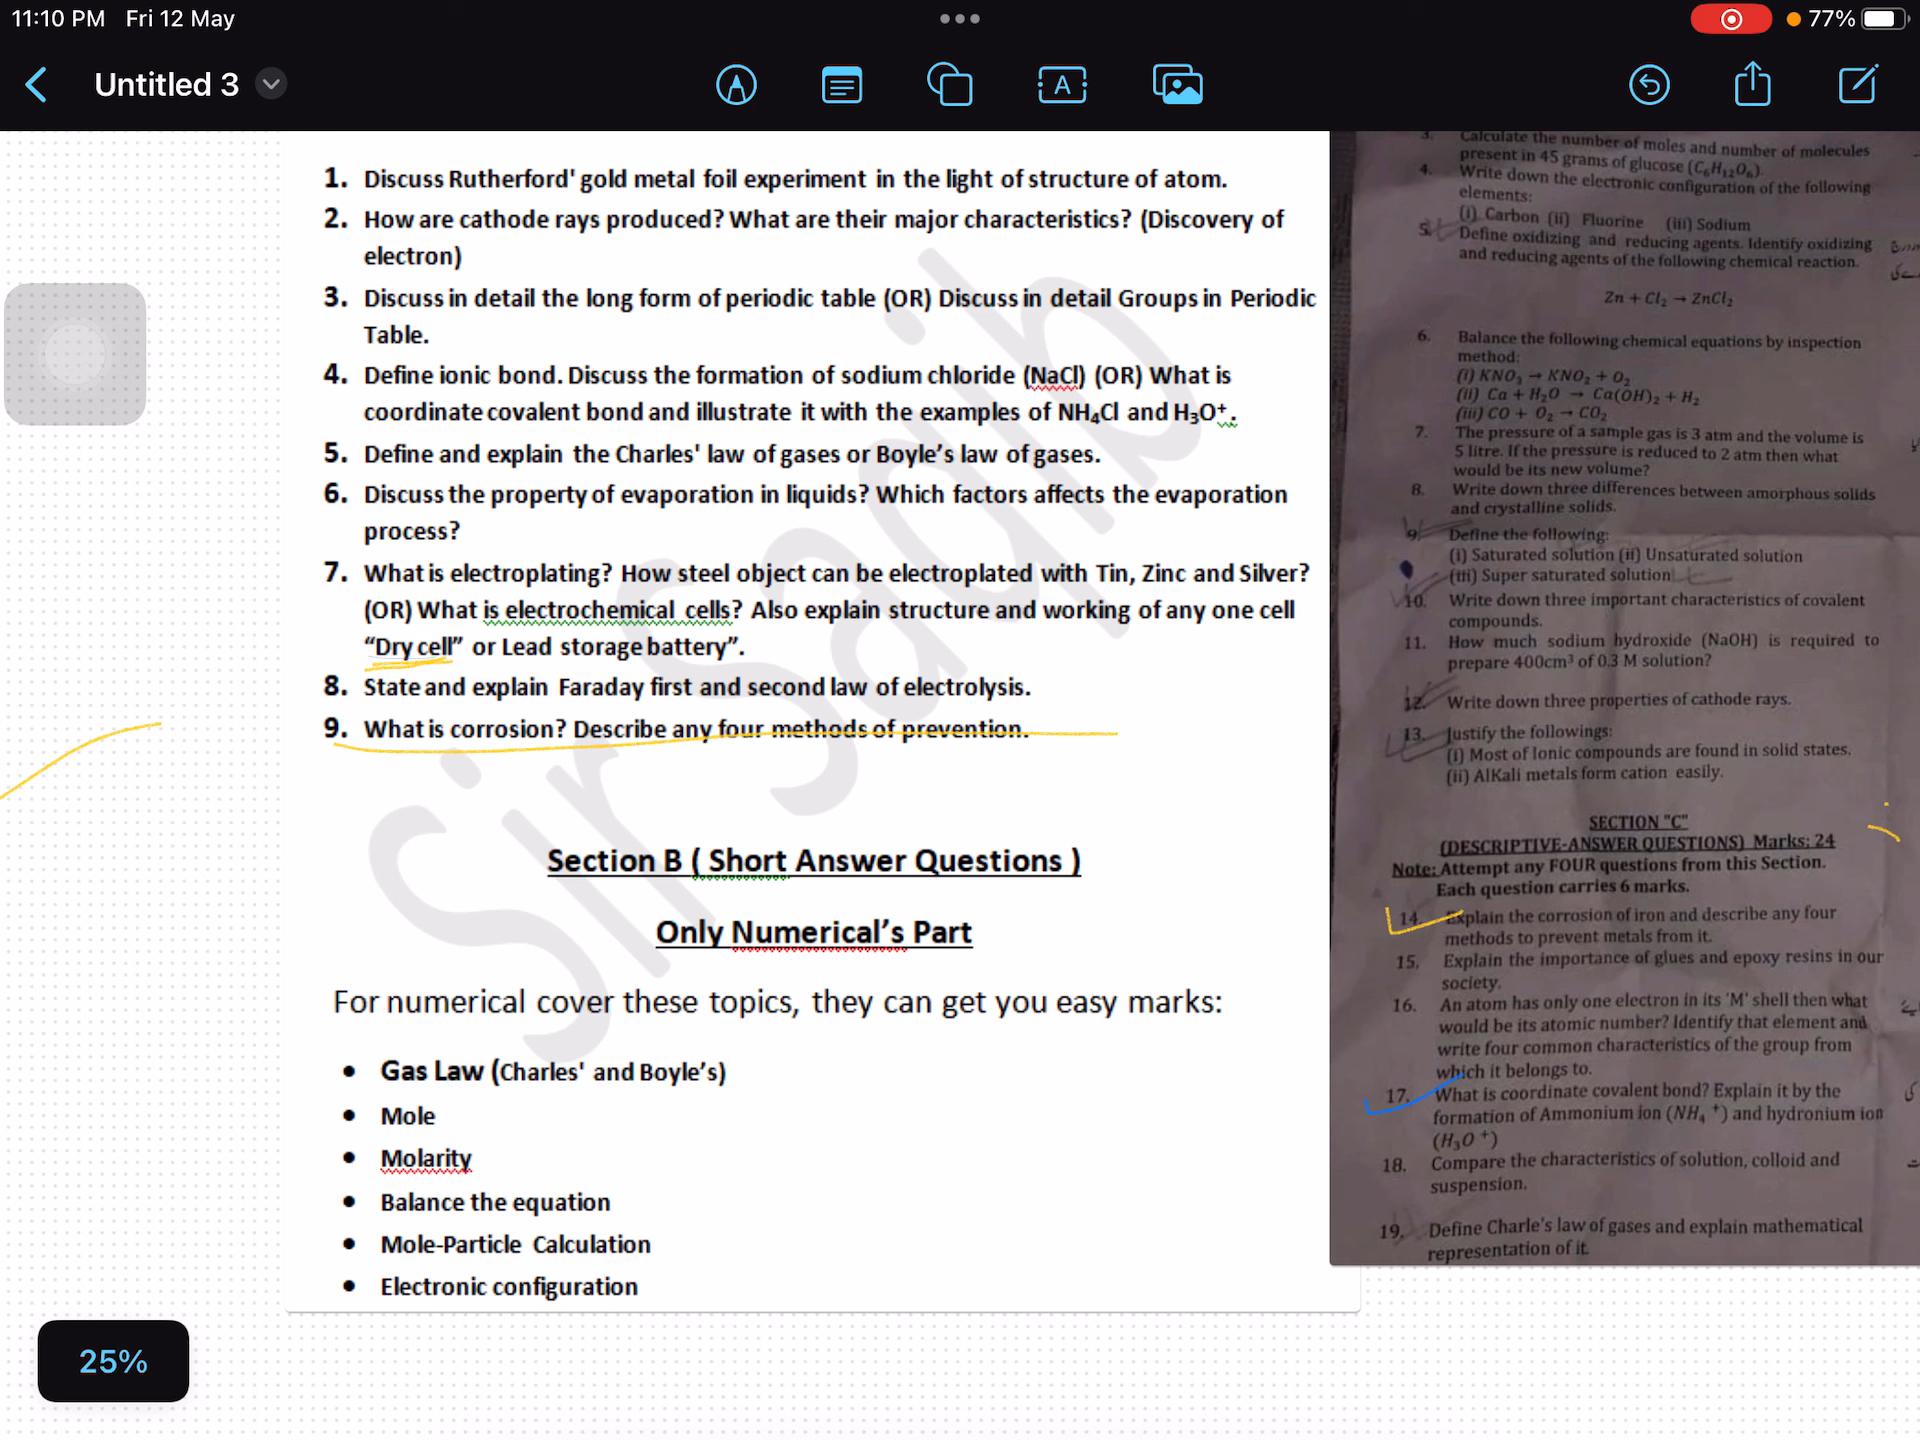 11:10 PM Fri 12 May
77%
Untitled 3
1. Discuss Rutherford' gold metal foil experiment in the light of structure of atom.
2. How are cathode rays produced? What are their major characteristics? (Discovery of
electron)
3. Discuss in detail the long form of periodic table (OR) Discuss in detail Groups in Periodic
Table.
4. Define ionic bond. Discuss the formation of sodium chloride (NaCl) (OR) What is
coordinate covalent bond and illustrate it with the examples of NH₄Cl and H₃O⁺.
5. Define and explain the Charles' law of gases or Boyle's law of gases.
6. Discuss the property of evaporation in liquids? Which factors affects the evaporation
process?
7. What is electroplating? How steel object can be electroplated with Tin, Zinc and Silver?
(OR) What is electrochemical cells? Also explain structure and working of any one cell
“Dry cell” or Lead storage battery”.
8. State and explain Faraday first and second law of electrolysis.
9. What is corrosion? Describe any four methods of prevention.
Section B ( Short Answer Questions )
Only Numerical's Part
For numerical cover these topics, they can get you easy marks:
• Gas Law (Charles' and Boyle's)
• Mole
• Molarity
• Balance the equation
• Mole-Particle Calculation
• Electronic configuration
Sir Saqib
25%
3. Calculate the number of moles and number of molecules
present in 45 grams of glucose (C₆H₁₂O₆)
4. Write down the electronic configuration of the following
elements:
(i) Carbon (ii) Fluorine (iii) Sodium
5. Define oxidizing and reducing agents. Identify oxidizing
and reducing agents of the following chemical reaction.
Zn + Cl₂ → ZnCl₂
6. Balance the following chemical equations by inspection
method:
(i) KNO₃ → KNO₂ + O₂
(ii) Ca + H₂O → Ca(OH)₂ + H₂
(iii) CO + O₂ → CO₂
7. The pressure of a sample gas is 3 atm and the volume is
5 litre. If the pressure is reduced to 2 atm then what
would be its new volume?
8. Write down three differences between amorphous solids
and crystalline solids.
9. Define the following:
(i) Saturated solution (ii) Unsaturated solution
(iii) Super saturated solution
10. Write down three important characteristics of covalent
compounds.
11. How much sodium hydroxide (NaOH) is required to
prepare 400cm³ of 0.3 M solution?
12. Write down three properties of cathode rays.
13. Justify the followings:
(i) Most of Ionic compounds are found in solid states.
(ii) AlKali metals form cation easily.
SECTION "C"
(DESCRIPTIVE-ANSWER QUESTIONS) Marks: 24
Note: Attempt any FOUR questions from this Section.
Each question carries 6 marks.
14. Explain the corrosion of iron and describe any four
methods to prevent metals from it.
15. Explain the importance of glues and epoxy resins in our
society.
16. An atom has only one electron in its 'M' shell then what
would be its atomic number? Identify that element and
write four common characteristics of the group from
which it belongs to.
17. What is coordinate covalent bond? Explain it by the
formation of Ammonium ion (NH₄⁺) and hydronium ion
(H₃O⁺)
18. Compare the characteristics of solution, colloid and
suspension.
19. Define Charle's law of gases and explain mathematical
representation of it.